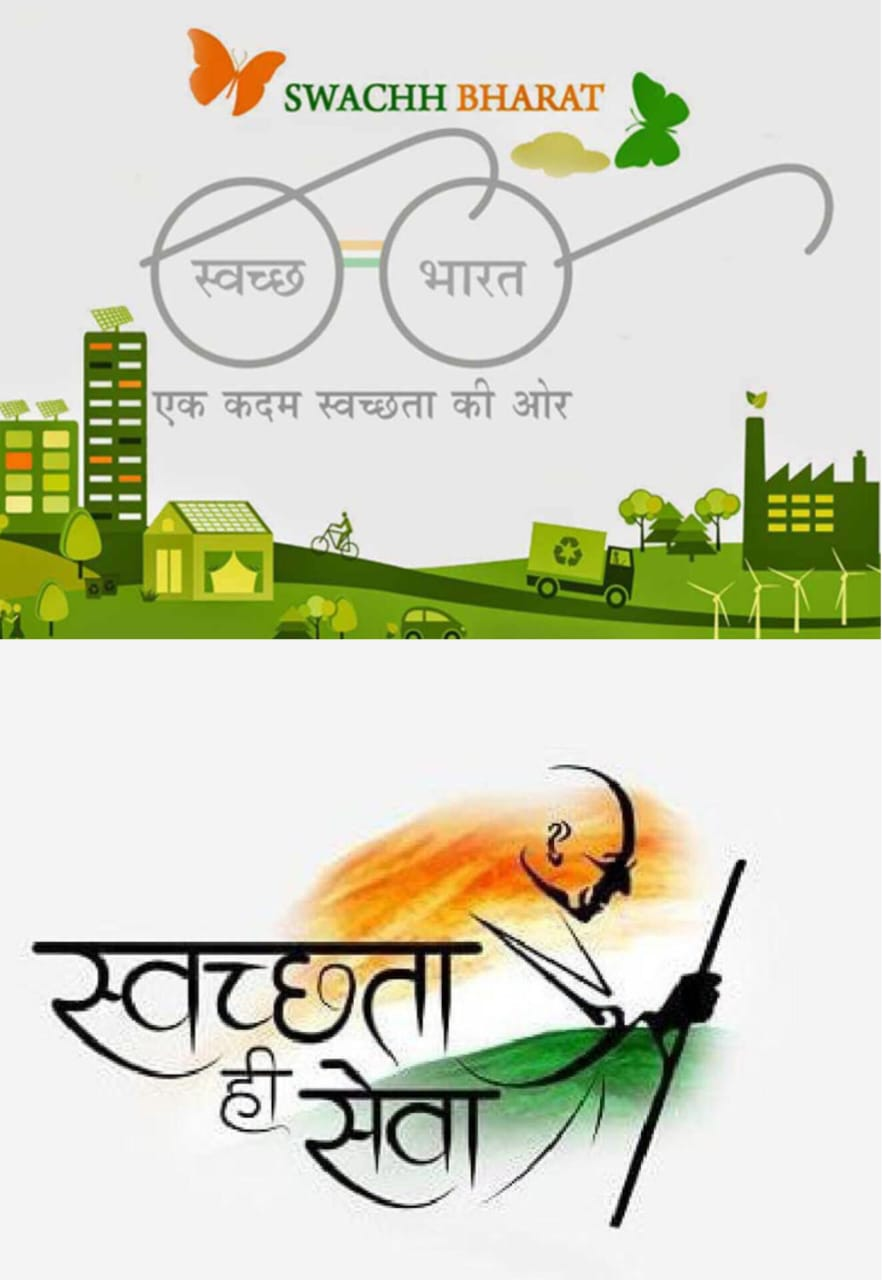 SWACHH BHARAT
स्वच्छ भारत
एक कदम स्वच्छता की ओर
स्वच्छता
ही
सेवा